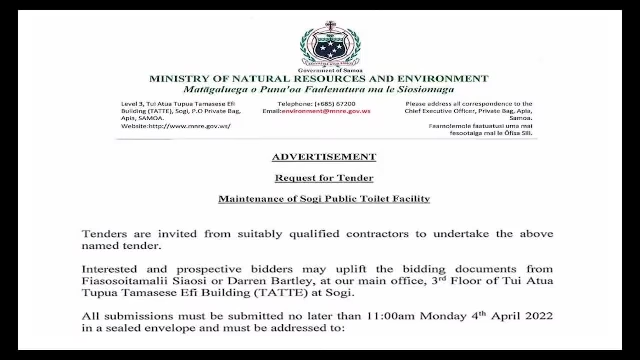 Government of Samoa
MINISTRY OF NATURAL RESOURCES AND ENVIRONMENT
Matāgaluega o Puna'oa Faalenatura ma le Siosiomaga
Level 3, Tui Atua Tupua Tamasese Efi
Building (TATTE), Sogi, P.O Private Bag,
Apia, SAMOA.
Website:http://www.mnre.gov.ws/
Telephone: (+685) 67200
Email:environment@mnre.gov.ws
Please address all correspondence to the
Chief Executive Officer, Private Bag, Apia,
Samoa.
Faamolemole faatuatusi uma mai
fesootaiga mai le Ōfisa Sili.
ADVERTISEMENT
Request for Tender
Maintenance of Sogi Public Toilet Facility
Tenders are invited from suitably qualified contractors to undertake the above
named tender.
Interested and prospective bidders may uplift the bidding documents from
Fiasosoitamalii Siaosi or Darren Bartley, at our main office, 3rd Floor of Tui Atua
Tupua Tamasese Efi Building (TATTE) at Sogi.
All submissions must be submitted no later than 11:00am Monday 4th April 2022
in a sealed envelope and must be addressed to: